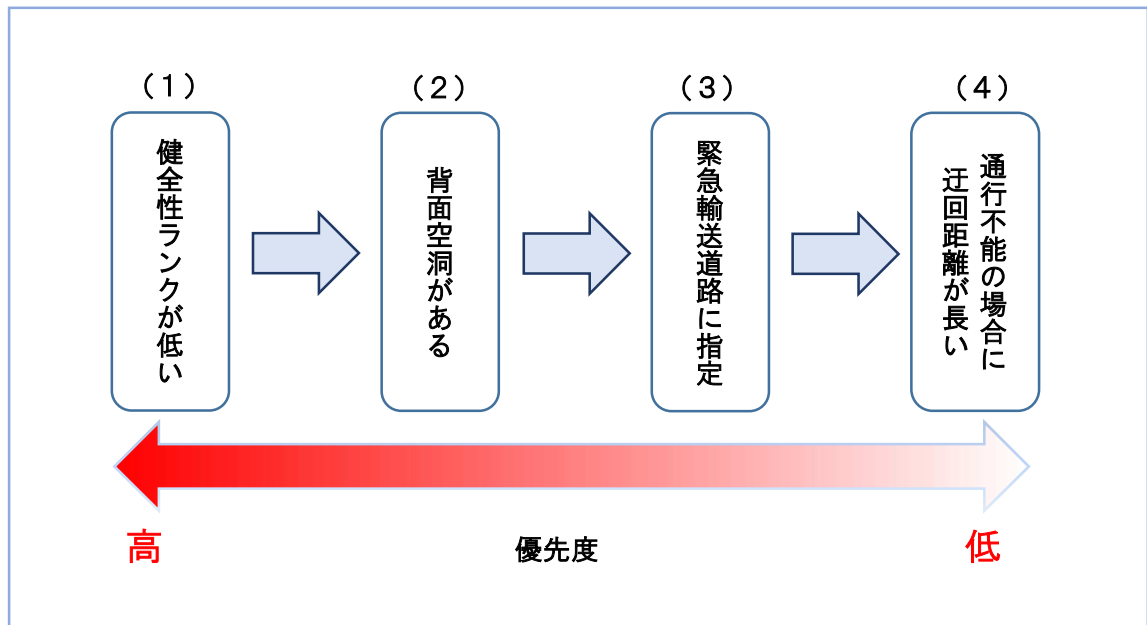 （１）
健全性ランクが低い
（２）
背面空洞がある
（３）
緊急輸送道路に指定
（４）
通行不能の場合に
迂回距離が長い
高
優先度
低